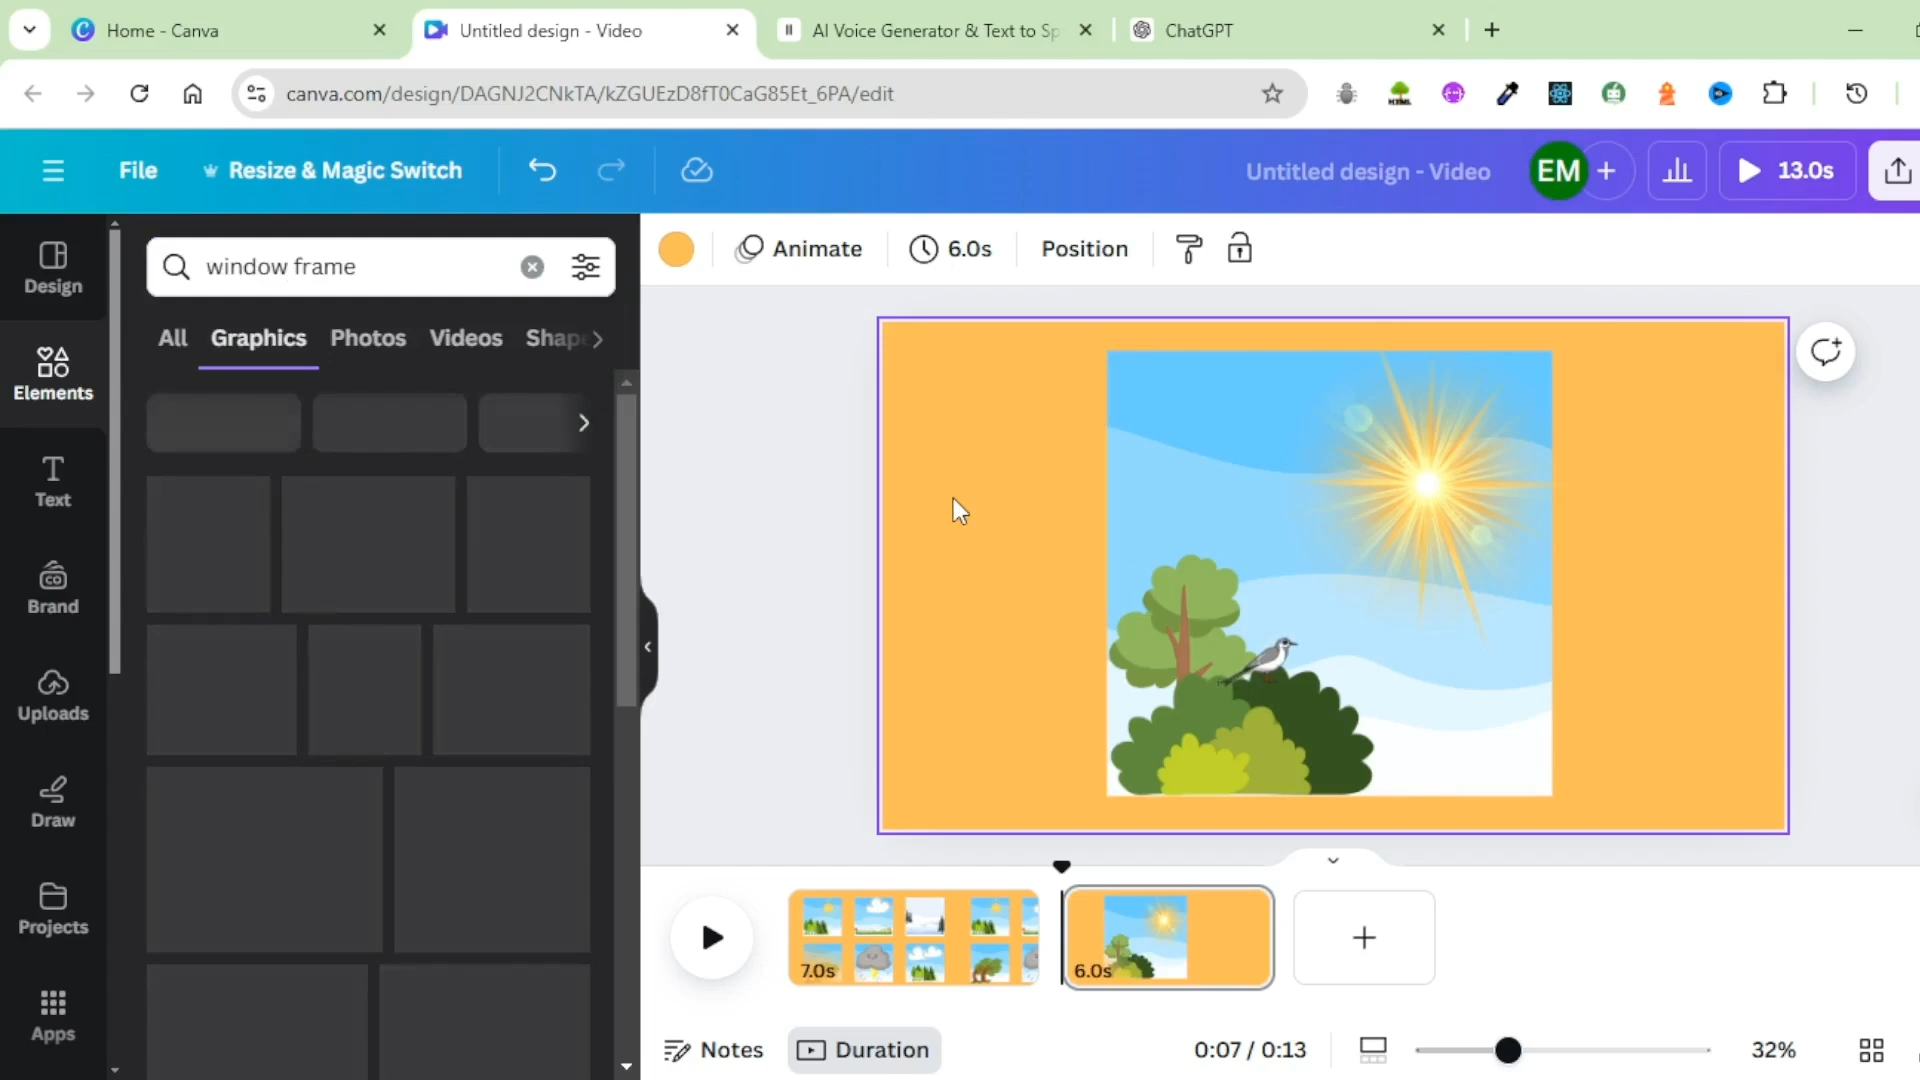 Home - Canva
Untitled design - Video
AI Voice Generator & Text to Sp
ChatGPT
canva.com/design/DAGNJ2CNkTA/kZGUEzD8fT0CaG85Et_6PA/edit
File
Resize & Magic Switch
Untitled design - Video
EM
13.0s
Design
Elements
Text
Brand
Uploads
Draw
Projects
Apps
window frame
All
Graphics
Photos
Videos
Shape
Animate
6.0s
Position
7.0s
6.0s
Notes
Duration
0:07 / 0:13
32%